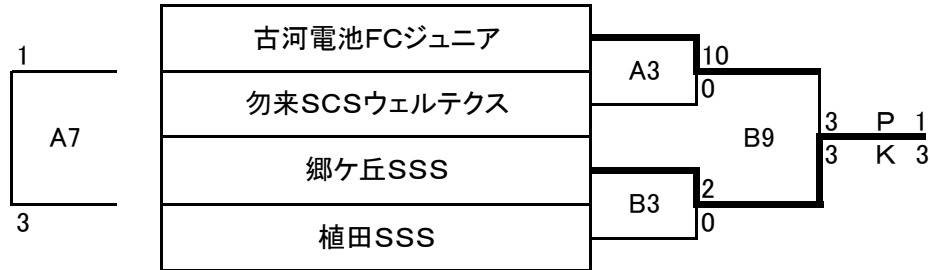 古河電池FCジュニア
1
10
A3
0
勿来SCSウェルテクス
A7
B9
3 P 1
3 K 3
郷ケ丘SSS
2
B3
0
3
植田SSS